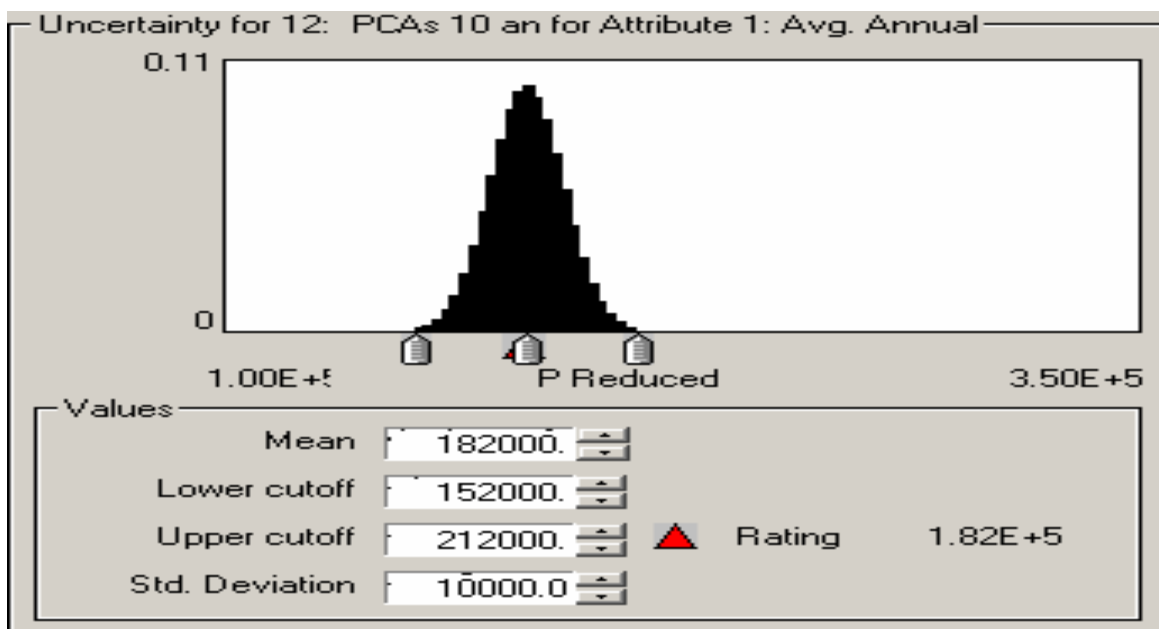 Uncertainty for 12: PCAs 10 an for Attribute 1: Avg. Annual
0.11
0
1.00E+5 P Reduced 3.50E+5
Values
Mean 182000.
Lower cutoff 152000.
Upper cutoff 212000. Rating 1.82E+5
Std. Deviation 10000.0